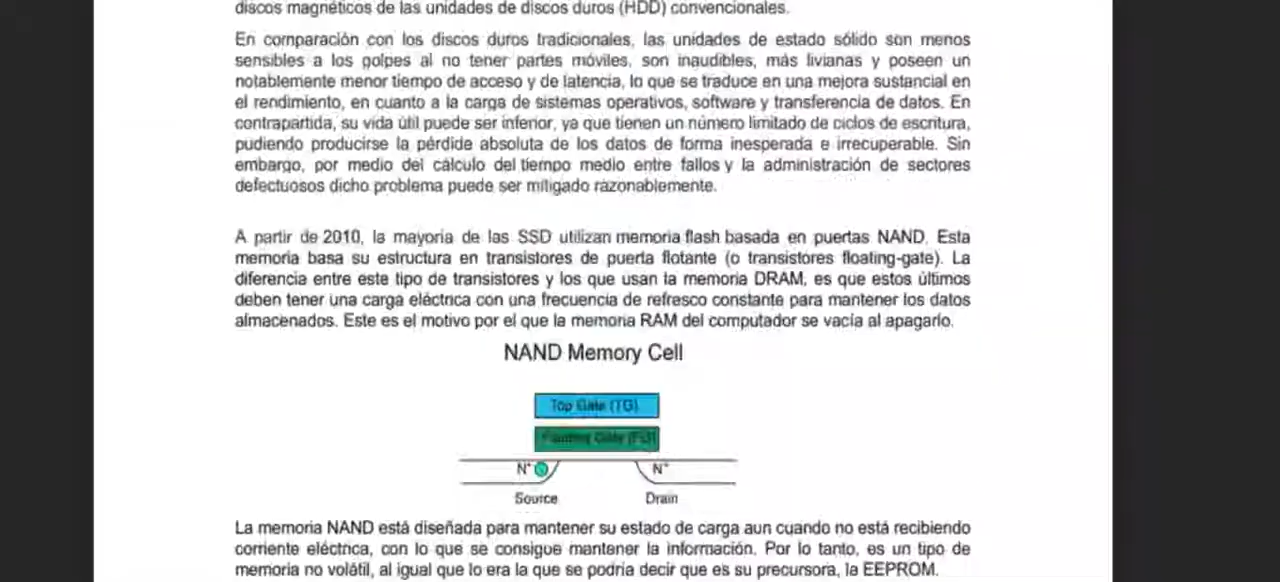 discos magnéticos de las unidades de discos duros (HDD) convencionales.
En comparación con los discos duros tradicionales, las unidades de estado sólido son menos
sensibles a los golpes al no tener partes móviles, son inaudibles, más livianas y poseen un
notablemente menor tiempo de acceso y de latencia, lo que se traduce en una mejora sustancial en
el rendimiento, en cuanto a la carga de sistemas operativos, software y transferencia de datos. En
contrapartida, su vida útil puede ser inferior, ya que tienen un número limitado de ciclos de escritura,
pudiendo producirse la pérdida absoluta de los datos de forma inesperada e irrecuperable. Sin
embargo, por medio del cálculo del tiempo medio entre fallos y la administración de sectores
defectuosos dicho problema puede ser mitigado razonablemente.
A partir de 2010, la mayoría de las SSD utilizan memoria flash basada en puertas NAND. Esta
memoria basa su estructura en transistores de puerta flotante (o transistores floating-gate). La
diferencia entre este tipo de transistores y los que usan la memoria DRAM, es que estos últimos
deben tener una carga eléctrica con una frecuencia de refresco constante para mantener los datos
almacenados. Este es el motivo por el que la memoria RAM del computador se vacía al apagarlo.
NAND Memory Cell
Top Gate (TG)
Floating Gate (FG)
N+ N+
Source Drain
La memoria NAND está diseñada para mantener su estado de carga aun cuando no está recibiendo
corriente eléctrica, con lo que se consigue mantener la información. Por lo tanto, es un tipo de
memoria no volátil, al igual que lo era la que se podría decir que es su precursora, la EEPROM.